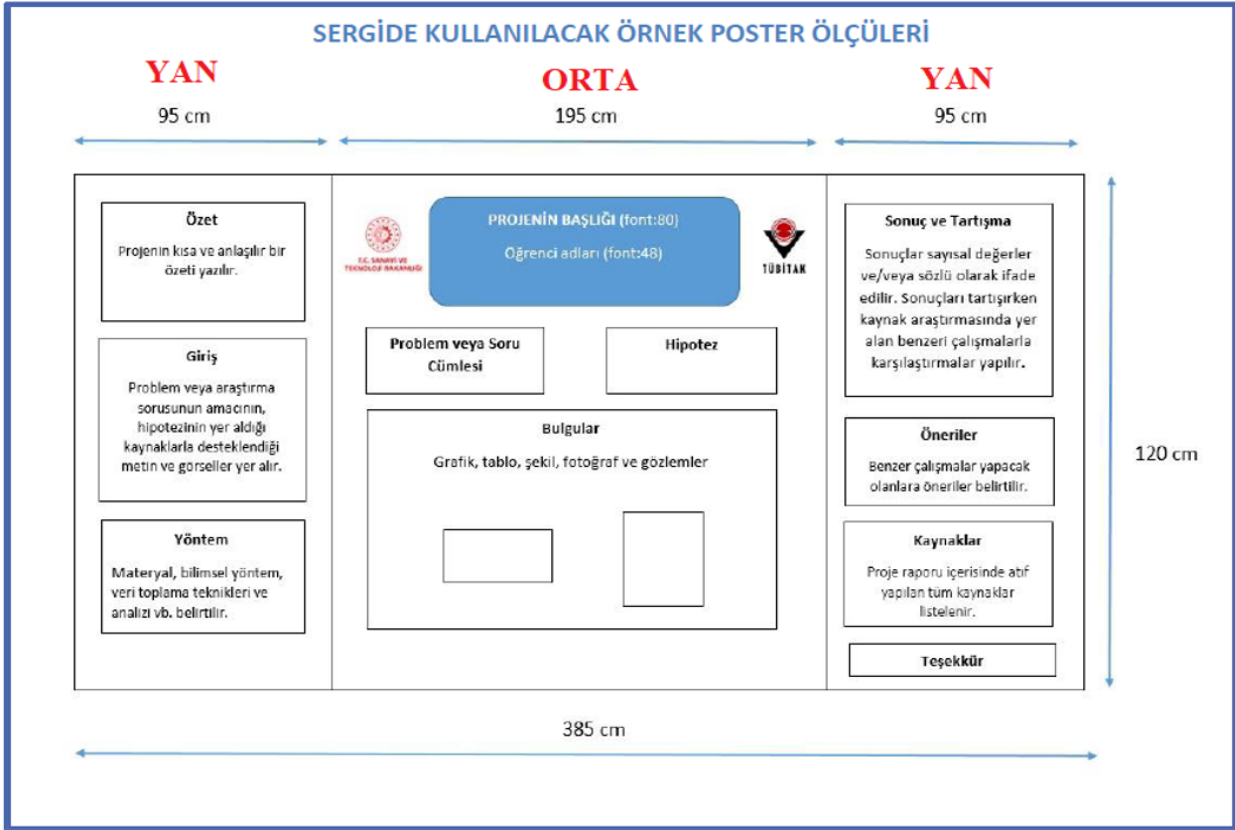 SERGİDE KULLANILACAK ÖRNEK POSTER ÖLÇÜLERİ
YAN
ORTA
YAN
95 cm
195 cm
95 cm
Özet
Projenin kısa ve anlaşılır bir
özeti yazılır.
Giriş
Problem veya araştırma
sorusunun amacının,
hipotezinin yer aldığı
kaynaklarla desteklendiği
metin ve görseller yer alır.
Yöntem
Materyal, bilimsel yöntem,
veri toplama teknikleri ve
analizi vb. belirtilir.
T.C. SANAYİ VE
TEKNOLOJİ BAKANLIĞI
PROJENİN BAŞLIĞI (font:80)
Öğrenci adları (font:48)
TÜBİTAK
Problem veya Soru
Cümlesi
Hipotez
Bulgular
Grafik, tablo, şekil, fotoğraf ve gözlemler
Sonuç ve Tartışma
Sonuçlar sayısal değerler
ve/veya sözlü olarak ifade
edilir. Sonuçları tartışırken
kaynak araştırmasında yer
alan benzeri çalışmalarla
karşılaştırmalar yapılır.
Öneriler
Benzer çalışmalar yapacak
olanlara öneriler belirtilir.
Kaynaklar
Proje raporu içerisinde atıf
yapılan tüm kaynaklar
listelenir.
Teşekkür
120 cm
385 cm